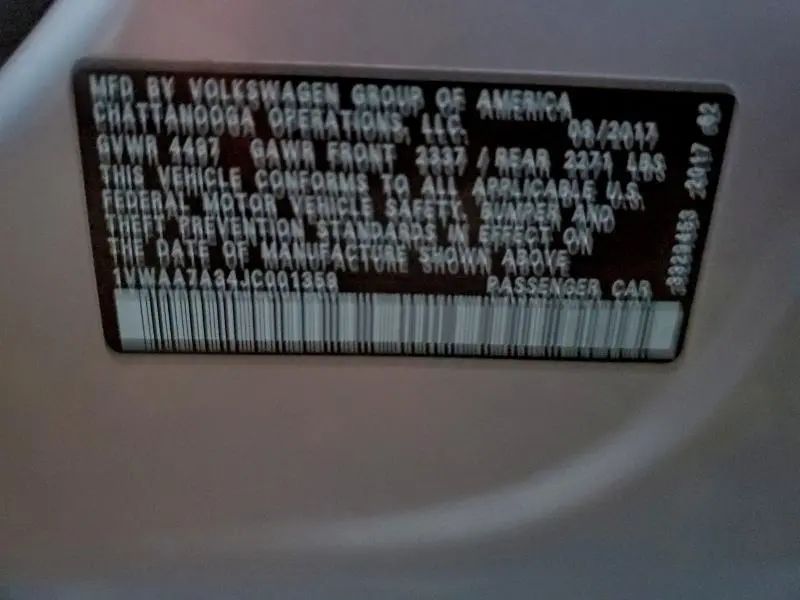 MFD BY VOLKSWAGEN GROUP OF AMERICA
CHATTANOOGA OPERATIONS, LLC. 08/2017
GVWR 4497 GAWR FRONT 2337 / REAR 2271 LBS
THIS VEHICLE CONFORMS TO ALL APPLICABLE U.S.
FEDERAL MOTOR VEHICLE SAFETY, BUMPER AND
THEFT PREVENTION STANDARDS IN EFFECT ON
THE DATE OF MANUFACTURE SHOWN ABOVE
1VWAA7A34JC001359 PASSENGER CAR